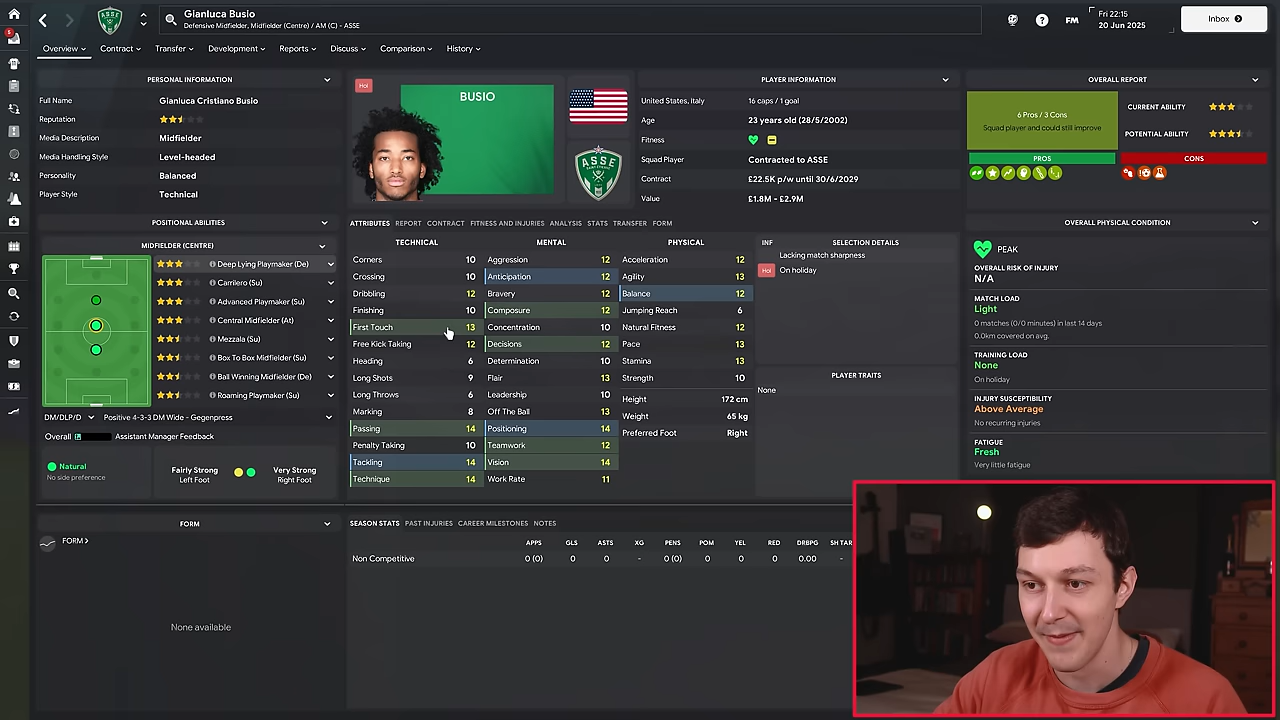 Gianluca Busio
Defensive Midfielder, Midfielder (Centre) / AM (C) - ASSE
FM
Fri 22:15
20 Jun 2025
Inbox
5
Overview
Contract
Transfer
Development
Reports
Discuss
Comparison
History
PERSONAL INFORMATION
Full Name Gianluca Cristiano Busio
Reputation
Media Description Midfielder
Media Handling Style Level-headed
Personality Balanced
Player Style Technical
POSITIONAL ABILITIES
MIDFIELDER (CENTRE)
Deep Lying Playmaker (De)
Carrilero (Su)
Advanced Playmaker (Su)
Central Midfielder (At)
Mezzala (Su)
Box To Box Midfielder (Su)
Ball Winning Midfielder (De)
Roaming Playmaker (Su)
DM/DLP/D Positive 4-3-3 DM Wide - Gegenpress
Overall Assistant Manager Feedback
Natural
No side preference
Fairly Strong
Left Foot
Very Strong
Right Foot
FORM
FORM >
None available
Hol
BUSIO
ASSE
PLAYER INFORMATION
United States, Italy 16 caps / 1 goal
Age 23 years old (28/5/2002)
Fitness
Squad Player Contracted to ASSE
Contract £22.5K p/w until 30/6/2029
Value £1.8M - £2.9M
OVERALL REPORT
6 Pros / 3 Cons
Squad player and could still improve
CURRENT ABILITY
POTENTIAL ABILITY
PROS
CONS
ATTRIBUTES REPORT CONTRACT FITNESS AND INJURIES ANALYSIS STATS TRANSFER FORM
TECHNICAL
Corners 10
Crossing 10
Dribbling 12
Finishing 10
First Touch 13
Free Kick Taking 12
Heading 6
Long Shots 9
Long Throws 6
Marking 8
Passing 14
Penalty Taking 10
Tackling 14
Technique 14
MENTAL
Aggression 12
Anticipation 12
Bravery 12
Composure 12
Concentration 10
Decisions 12
Determination 10
Flair 13
Leadership 10
Off The Ball 13
Positioning 14
Teamwork 12
Vision 14
Work Rate 11
PHYSICAL
Acceleration 12
Agility 13
Balance 12
Jumping Reach 6
Natural Fitness 12
Pace 13
Stamina 13
Strength 10
Height 172 cm
Weight 65 kg
Preferred Foot Right
INF SELECTION DETAILS
Lacking match sharpness
Hol On holiday
PLAYER TRAITS
None
OVERALL PHYSICAL CONDITION
PEAK
OVERALL RISK OF INJURY
N/A
MATCH LOAD
Light
0 matches (0/0 minutes) in last 14 days
0.0km covered on avg.
TRAINING LOAD
None
On holiday
INJURY SUSCEPTIBILITY
Above Average
No recurring injuries
FATIGUE
Fresh
Very little fatigue
SEASON STATS PAST INJURIES CAREER MILESTONES NOTES
APPS GLS ASTS XG PENS POM YEL RED DRBPG SH TAR
Non Competitive 0 (0) 0 0 - 0 (0) 0 0 0 0.00 -